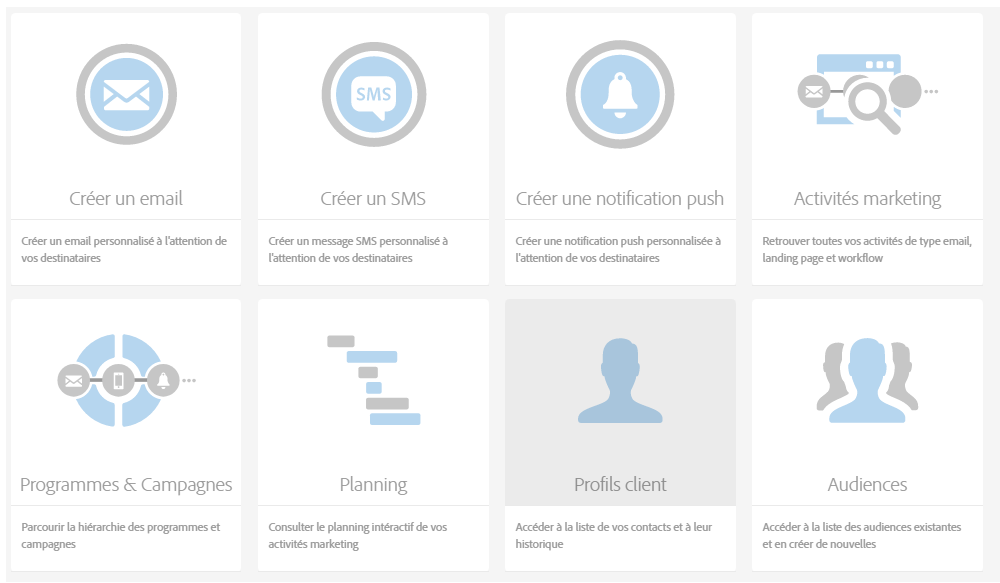 SMS
Créer un email
Créer un email personnalisé à l'attention de
vos destinataires
Créer un SMS
Créer un message SMS personnalisé à
l'attention de vos destinataires
Créer une notification push
Créer une notification push personnalisée à
l'attention de vos destinataires
Activités marketing
Retrouver toutes vos activités de type email,
landing page et workflow
Programmes & Campagnes
Parcourir la hiérarchie des programmes et
campagnes
Planning
Consulter le planning intéractif de vos
activités marketing
Profils client
Accéder à la liste de vos contacts et à leur
historique
Audiences
Accéder à la liste des audiences existantes
et en créer de nouvelles